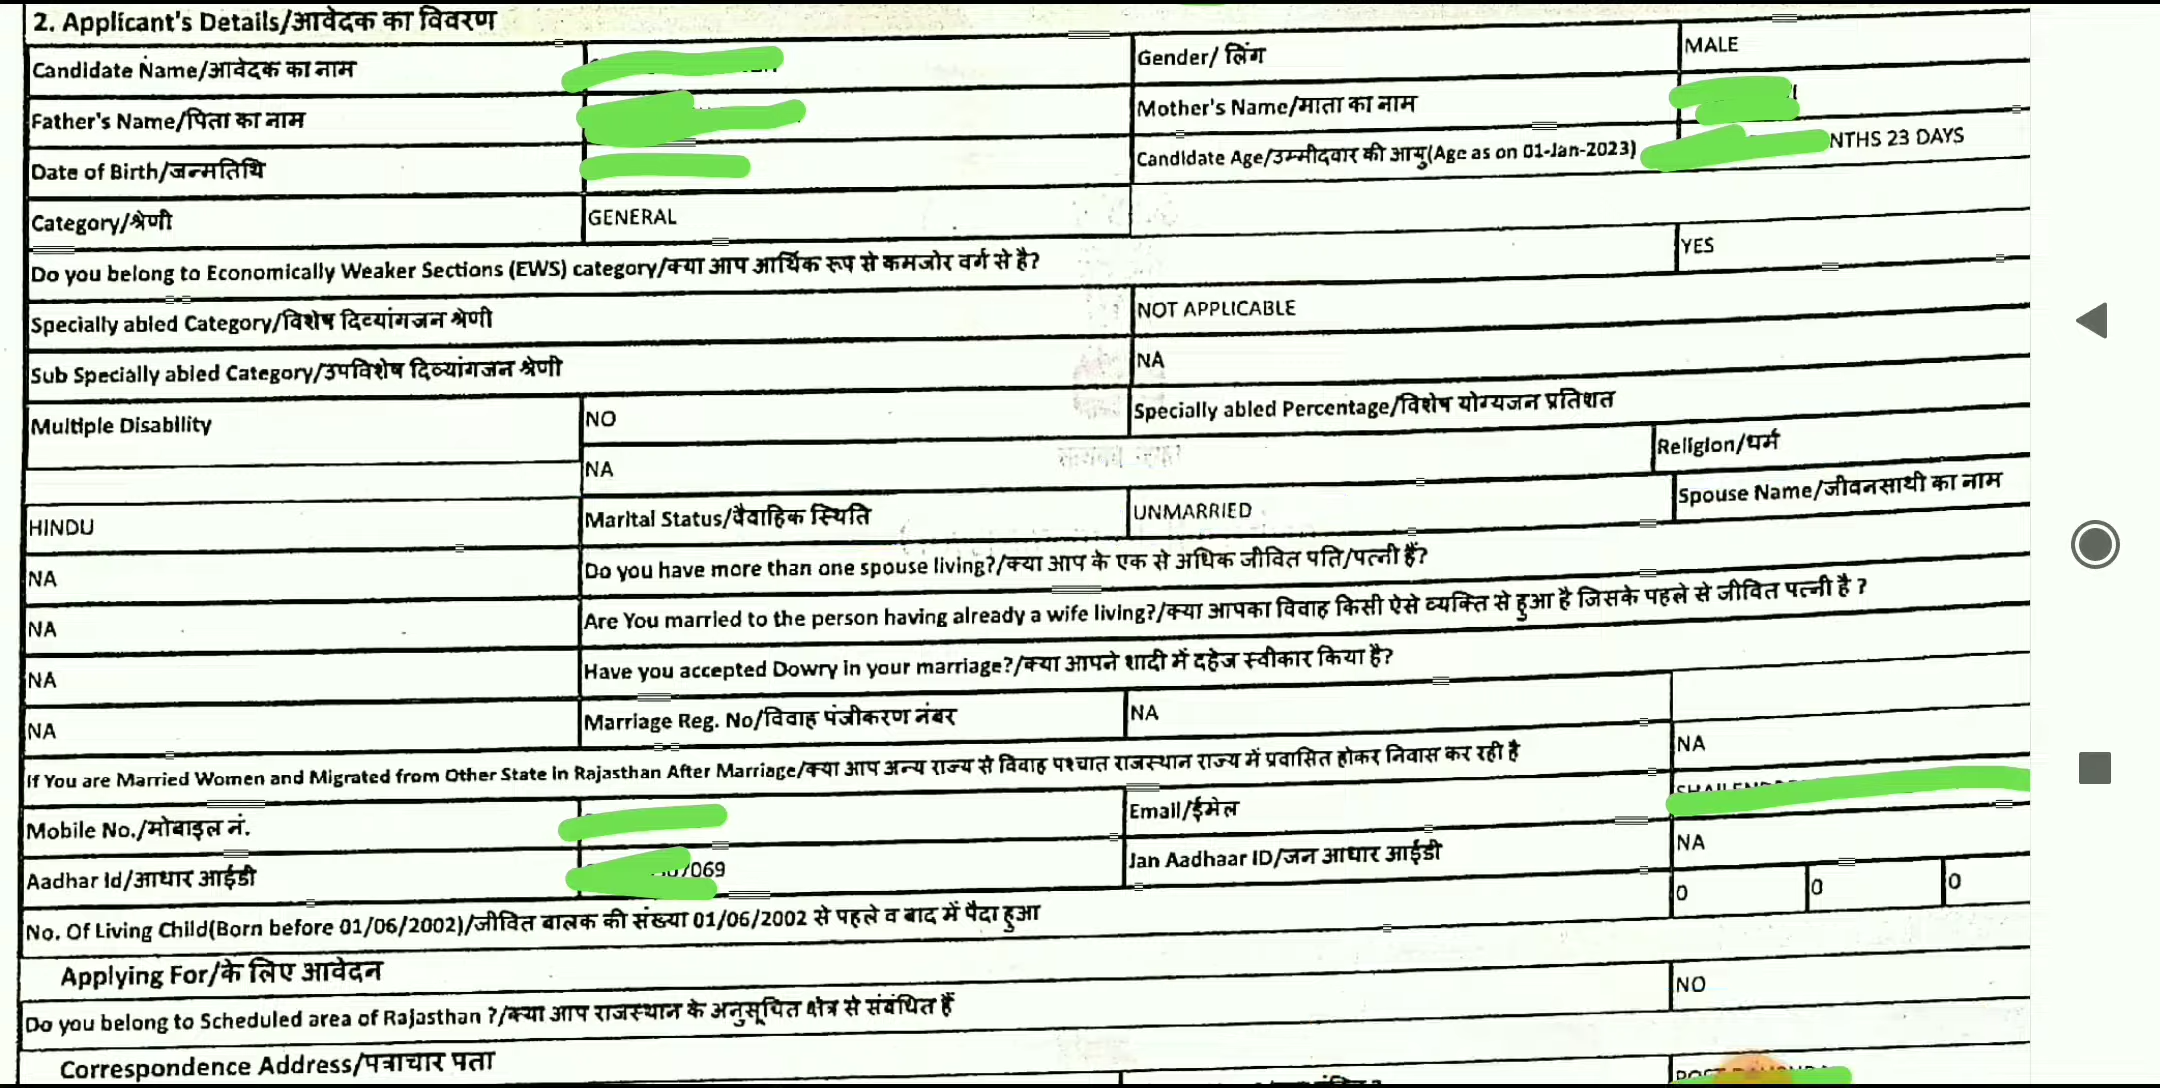 2. Applicant's Details/आवेदक का विवरण
Candidate Name/आवेदक का नाम
Gender/ लिंग
MALE
Father's Name/पिता का नाम
Mother's Name/माता का नाम
Date of Birth/जन्मतिथि
Candidate Age/उम्मीदवार की आयु(Age as on 01-Jan-2023)
NTHS 23 DAYS
Category/श्रेणी
GENERAL
Do you belong to Economically Weaker Sections (EWS) category/क्या आप आर्थिक रूप से कमजोर वर्ग से है?
YES
Specially abled Category/विशेष दिव्यांगजन श्रेणी
NOT APPLICABLE
Sub Specially abled Category/उपविशेष दिव्यांगजन श्रेणी
NA
Multiple Disability
NO
Specially abled Percentage/विशेष योग्यजन प्रतिशत
NA
Religion/धर्म
HINDU
Marital Status/वैवाहिक स्थिति
UNMARRIED
Spouse Name/जीवनसाथी का नाम
NA
Do you have more than one spouse living?/क्या आप के एक से अधिक जीवित पति/पत्नी हैं?
NA
Are You married to the person having already a wife living?/क्या आपका विवाह किसी ऐसे व्यक्ति से हुआ है जिसके पहले से जीवित पत्नी है ?
NA
Have you accepted Dowry in your marriage?/क्या आपने शादी में दहेज स्वीकार किया है?
NA
Marriage Reg. No/विवाह पंजीकरण नंबर
NA
If You are Married Women and Migrated from Other State in Rajasthan After Marriage/क्या आप अन्य राज्य से विवाह पश्चात राजस्थान राज्य में प्रवासित होकर निवास कर रही है
NA
Mobile No./मोबाइल नं.
Email/ईमेल
Aadhar Id/आधार आईडी
069
Jan Aadhaar ID/जन आधार आईडी
NA
No. Of Living Child(Born before 01/06/2002)/जीवित बालक की संख्या 01/06/2002 से पहले व बाद में पैदा हुआ
0
0
0
Applying For/के लिए आवेदन
Do you belong to Scheduled area of Rajasthan ?/क्या आप राजस्थान के अनुसूचित क्षेत्र से संबंधित हैं
NO
Correspondence Address/पत्राचार पता